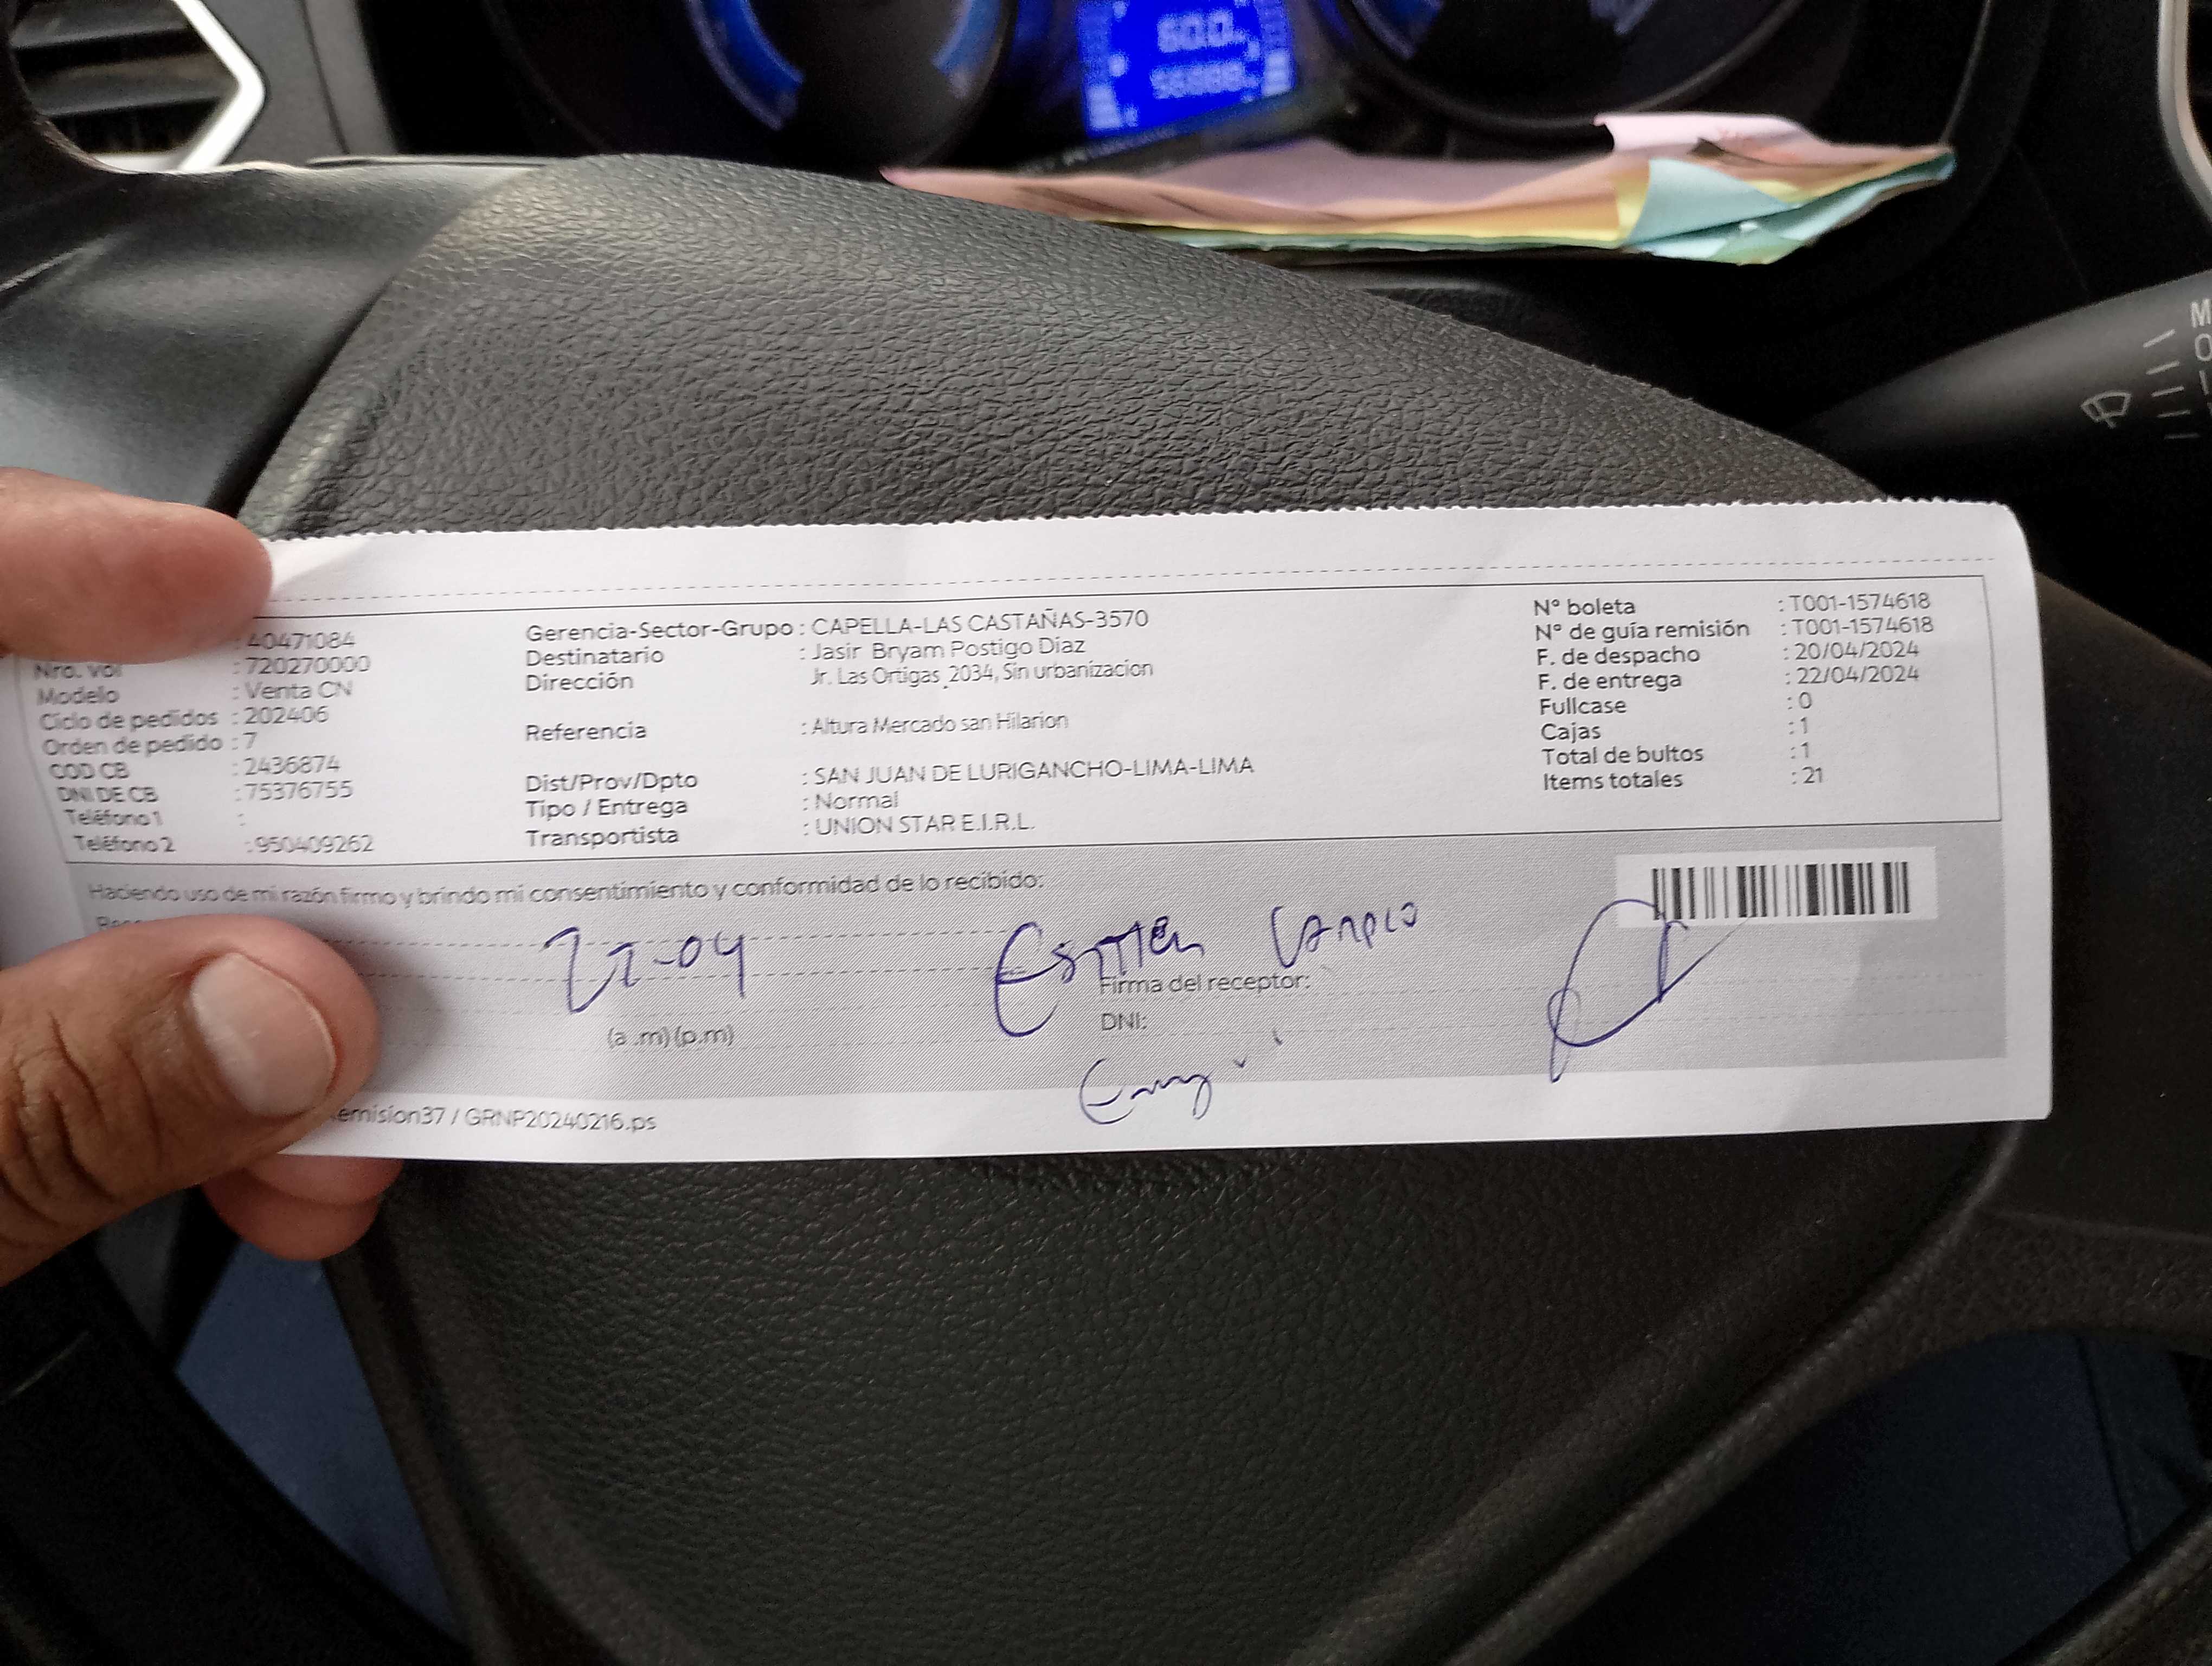 : 40471084
Nro. vol : 720270000
Modelo : Venta CN
Ciclo de pedidos : 202406
Orden de pedido : 7
COD CB : 2436874
DNI DE CB : 75376755
Teléfono 1 :
Teléfono 2 : 950409262
Gerencia-Sector-Grupo : CAPELLA-LAS CASTAÑAS-3570
Destinatario : Jasir Bryam Postigo Diaz
Dirección Jr. Las Ortigas 2034, Sin urbanizacion
Referencia : Altura Mercado san Hilarion
Dist/Prov/Dpto : SAN JUAN DE LURIGANCHO-LIMA-LIMA
Tipo / Entrega : Normal
Transportista : UNION STAR E.I.R.L.
N° boleta : T001-1574618
N° de guía remisión : T001-1574618
F. de despacho : 20/04/2024
F. de entrega : 22/04/2024
Fullcase : 0
Cajas : 1
Total de bultos : 1
Items totales : 21
Haciendo uso de mi razón firmo y brindo mi consentimiento y conformidad de lo recibido:
22-04
Firma del receptor:
DNI:
(a .m) (p.m)
emision37 / GRNP20240216.ps
M
O